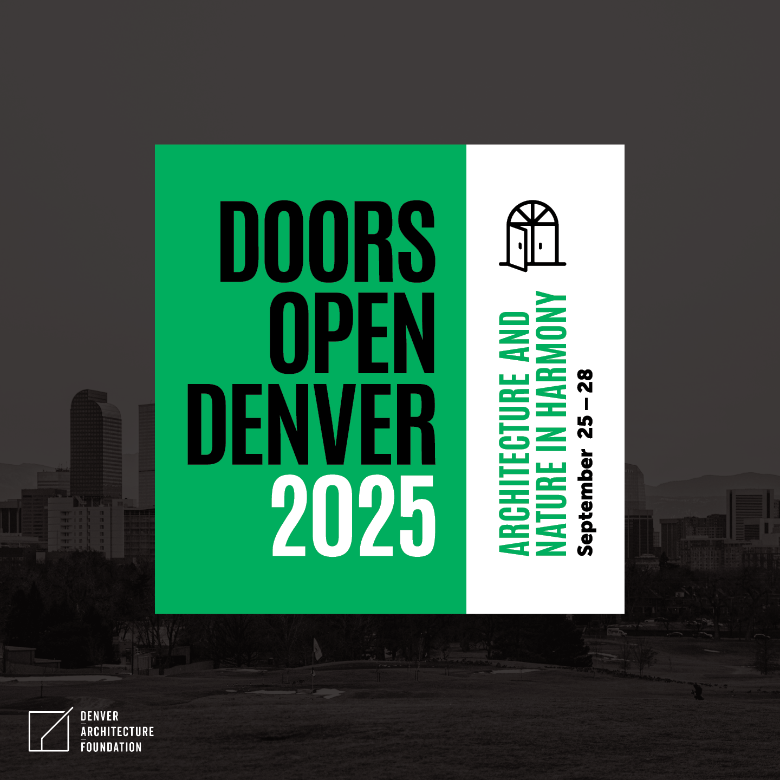 DOORS
OPEN
DENVER
2025
ARCHITECTURE AND
NATURE IN HARMONY
September 25 – 28
DENVER
ARCHITECTURE
FOUNDATION